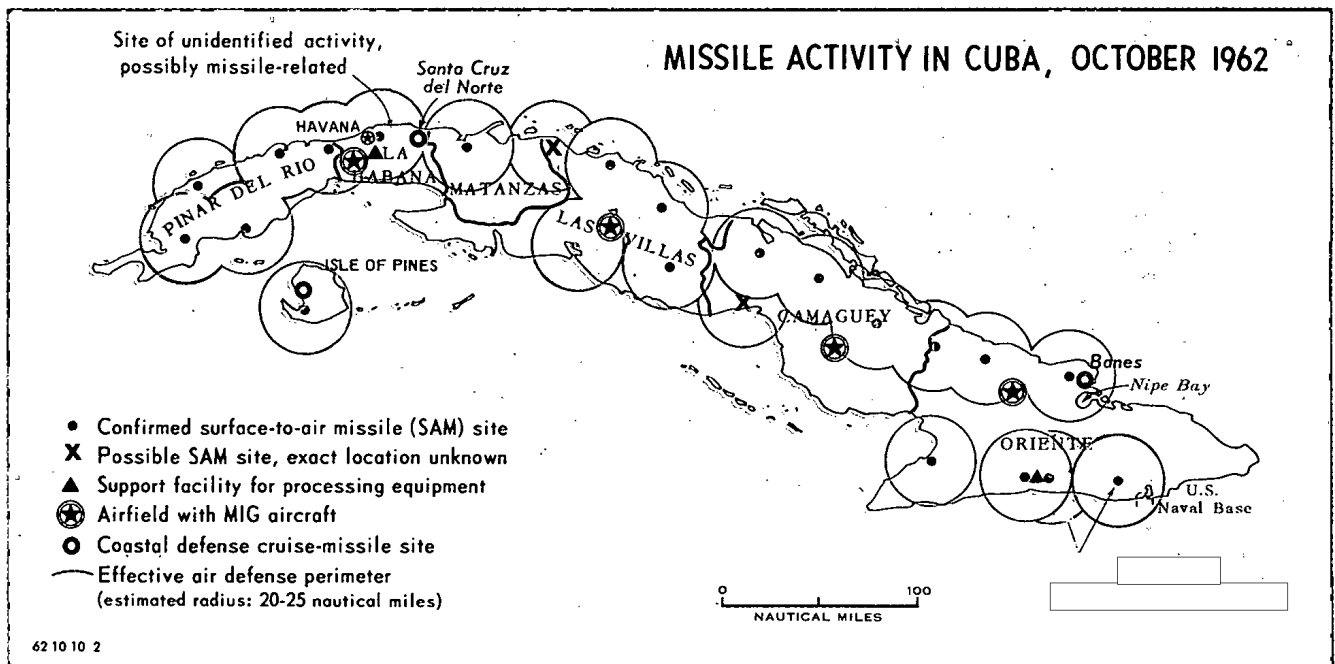 Site of unidentified activity,
possibly missile-related
MISSILE ACTIVITY IN CUBA, OCTOBER 1962
Santa Cruz
del Norte
HAVANA
LA
HABANA
PINAR DEL RIO
MATANZAS
LAS VILLAS
ISLE OF PINES
CAMAGUEY
Banes
Nipe Bay
ORIENTE
U.S.
Naval Base
Confirmed surface-to-air missile (SAM) site
X Possible SAM site, exact location unknown
Support facility for processing equipment
Airfield with MIG aircraft
Coastal defense cruise-missile site
Effective air defense perimeter
(estimated radius: 20-25 nautical miles)
0 100
NAUTICAL MILES
62 10 10 2